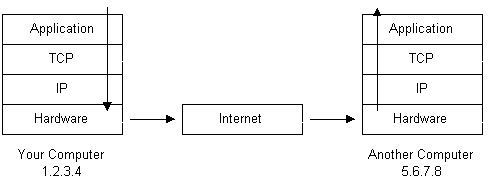 Application
TCP
IP
Hardware
Your Computer
1.2.3.4
Internet
Application
TCP
IP
Hardware
Another Computer
5.6.7.8